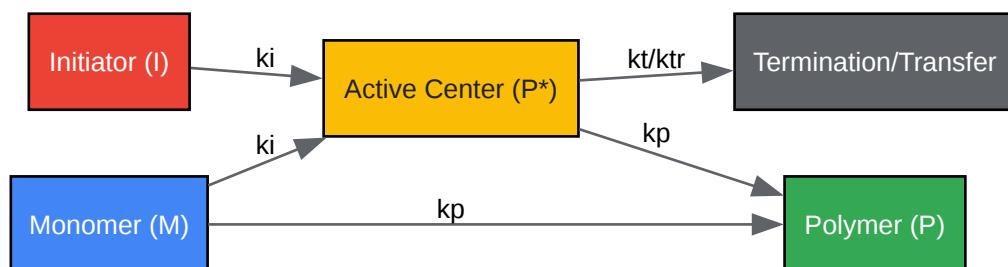 Initiator (I)
ki
Active Center (P*)
kt/ktr
Termination/Transfer
ki
kp
Monomer (M)
kp
Polymer (P)